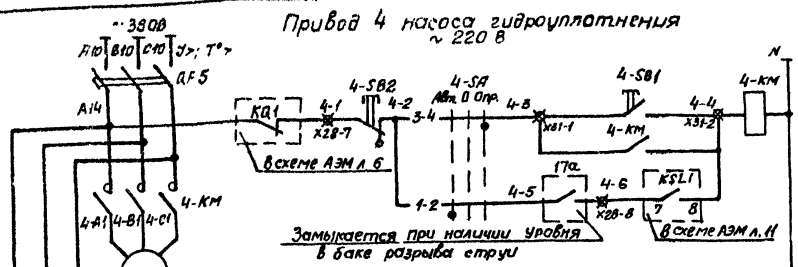 Привод 4 насоса гидроуплотнения
~ 380В
~ 220 В
А10 В10 С10 I>; T°>
QF5
А14
KQ1
4-1
х28-7
4-SB2
4-2
4-SA
Авт. 0 Опр.
3-4
4-3
х31-1
4-SB1
4-КМ
4-4
х31-2
4-КМ
N
в схеме АЭМ л. 6
1-2
4-5
17а
4-6
х28-8
KSL1
7 8
4-А1 4-В1 4-С1
4-КМ
Замыкается при наличии уровня
в баке разрыва струи
в схеме АЭМ л. 11